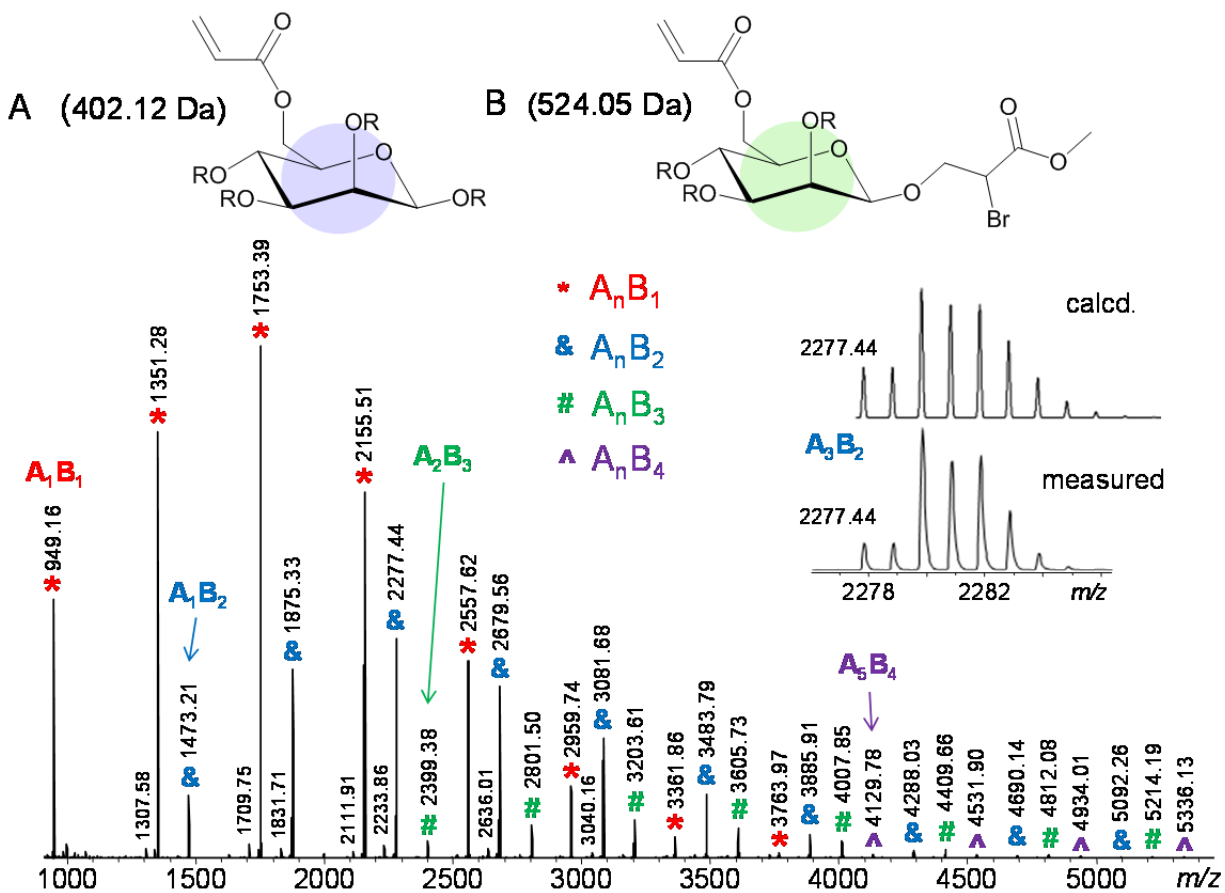 A (402.12 Da)
O
O
RO
RO
OR
O
OR
B (524.05 Da)
O
O
RO
RO
OR
O
O
O
O
Br
* AnB1
& AnB2
# AnB3
^ AnB4
calcd.
2277.44
A3B2
measured
2277.44
2278 2282 m/z
A1B1
A1B2
A2B3
A5B4
949.16
*
1307.58
1351.28
*
1473.21
&
1709.75
1753.39
*
1831.71
1875.33
&
2111.91
2155.51
*
2233.86
2277.44
&
2399.38
#
2557.62
*
2636.01
2679.56
&
2801.50
#
2959.74
*
3040.16
3081.68
&
3203.61
#
3361.86
*
3483.79
&
3605.73
#
3763.97
*
3885.91
&
4007.85
#
4129.78
^
4288.03
&
4409.66
#
4531.90
^
4690.14
&
4812.08
#
4934.01
^
5092.26
&
5214.19
#
5336.13
^
1000 1500 2000 2500 3000 3500 4000 4500 5000 m/z